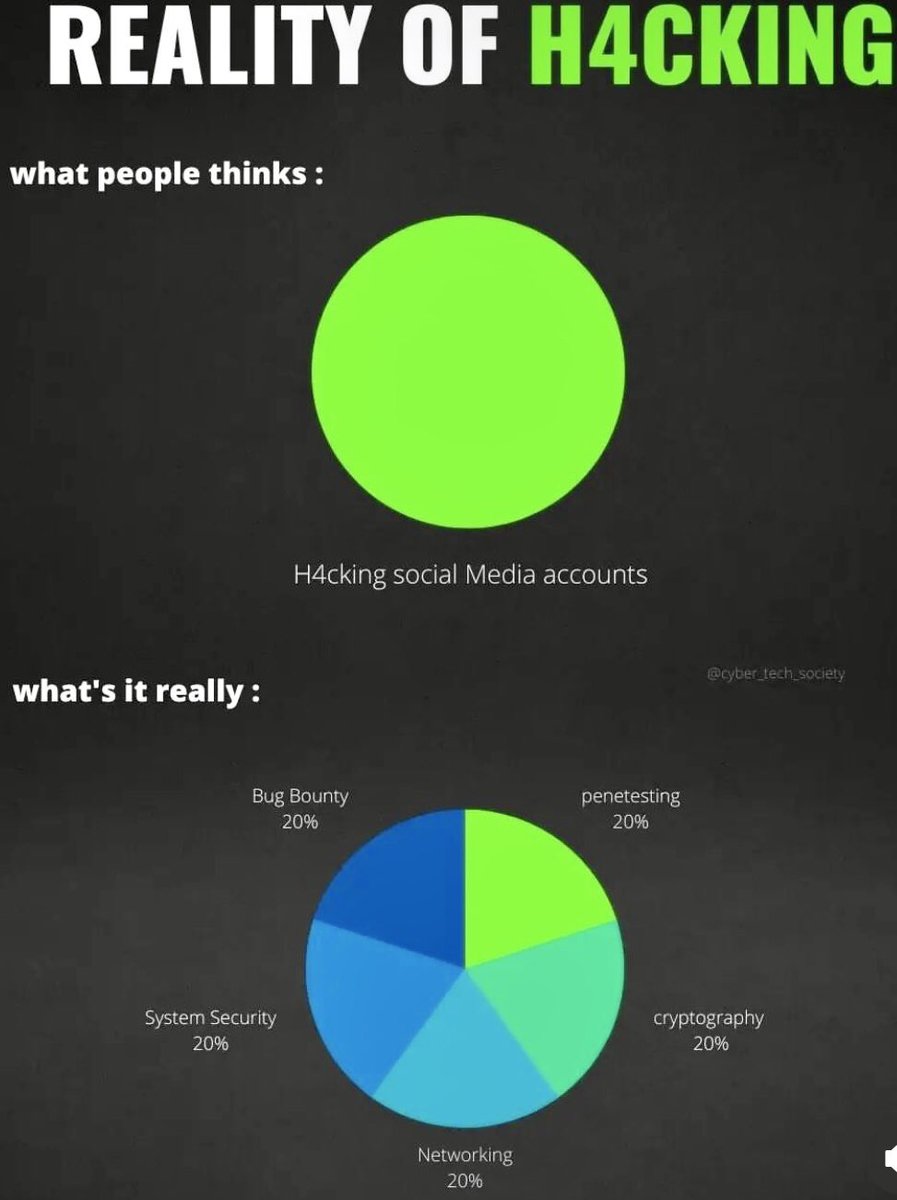 REALITY OF H4CKING
what people thinks :
H4cking social Media accounts
@cyber_tech_society
what's it really :
Bug Bounty
20%
penetesting
20%
System Security
20%
cryptography
20%
Networking
20%